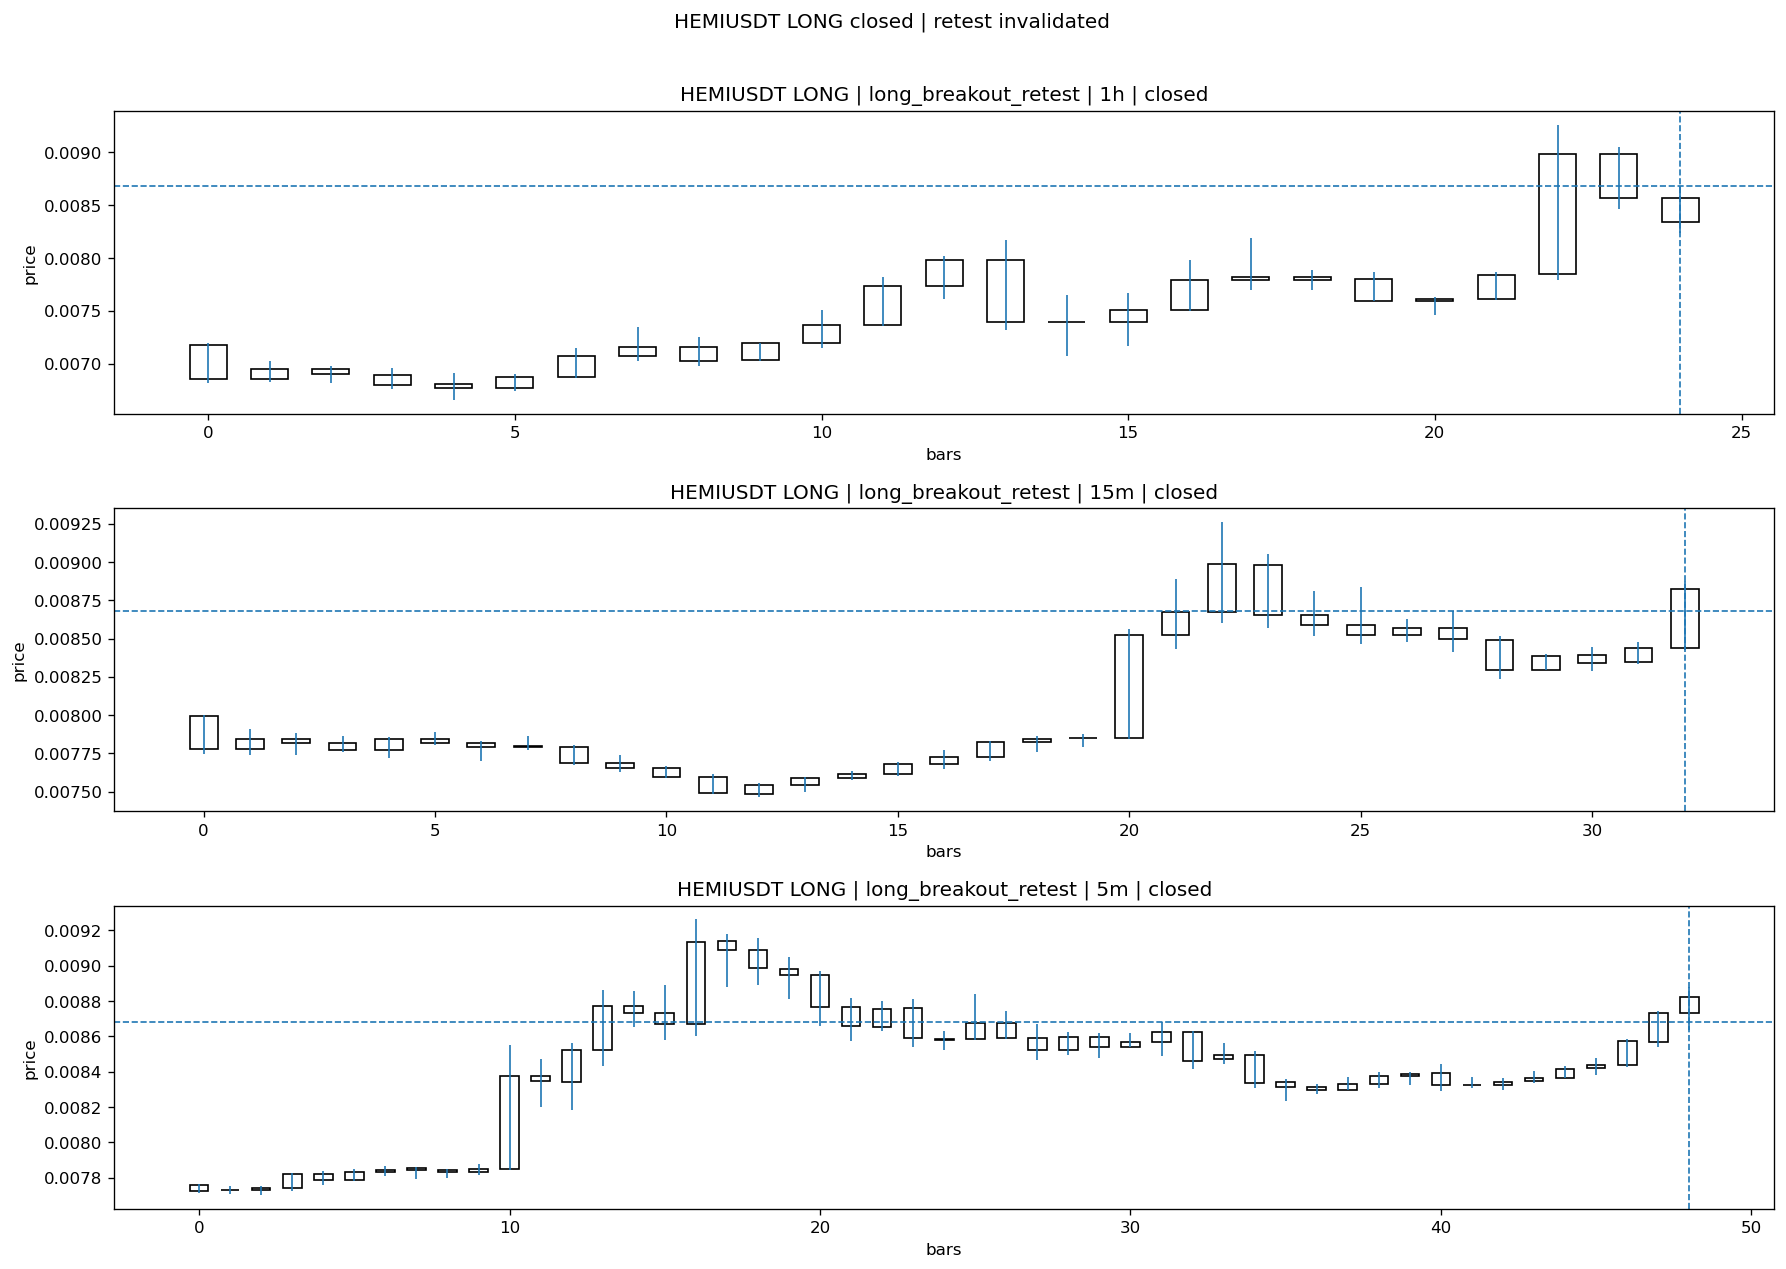 HEMIUSDT LONG closed | retest invalidated
HEMIUSDT LONG | long_breakout_retest | 1h | closed
0.0090
0.0085
0.0080
0.0075
0.0070
price
0 5 10 15 20 25
bars
HEMIUSDT LONG | long_breakout_retest | 15m | closed
0.00925
0.00900
0.00875
0.00850
0.00825
0.00800
0.00775
0.00750
price
0 5 10 15 20 25 30
bars
HEMIUSDT LONG | long_breakout_retest | 5m | closed
0.0092
0.0090
0.0088
0.0086
0.0084
0.0082
0.0080
0.0078
price
0 10 20 30 40 50
bars